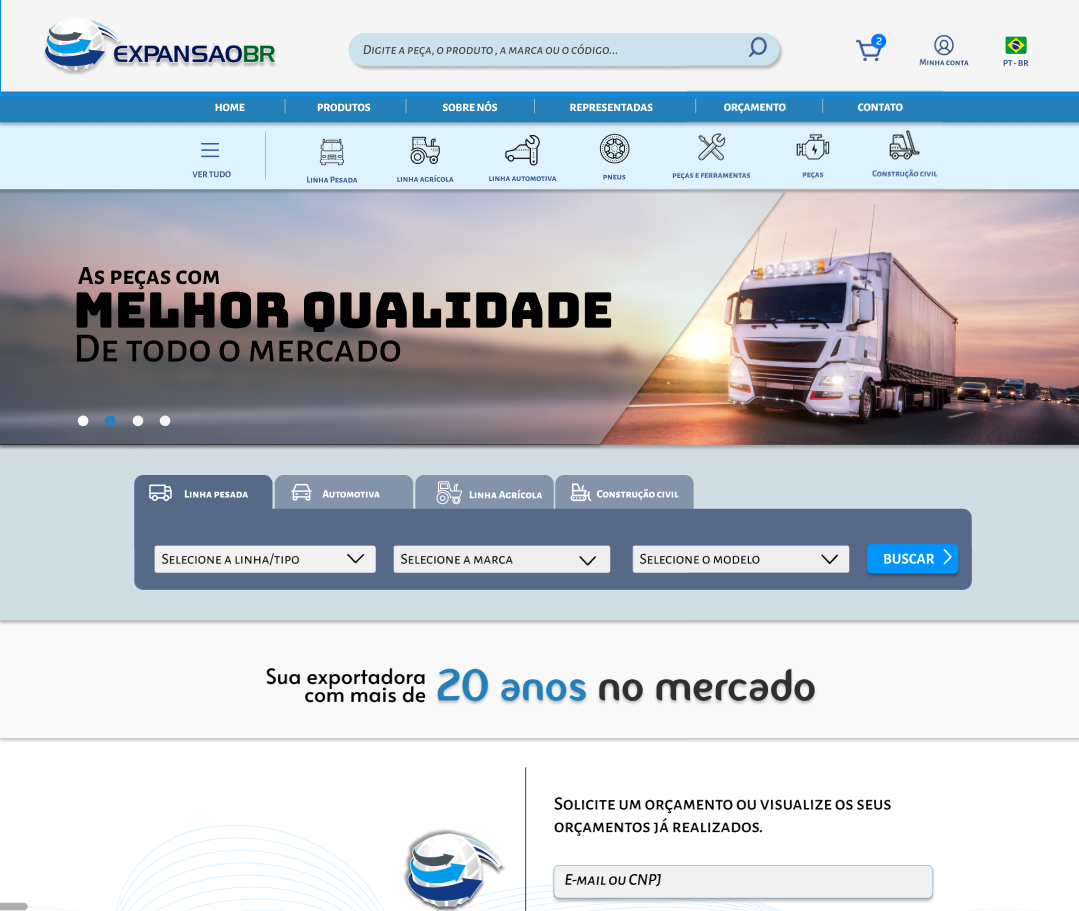 EXPANSAOBR
Digite a peça, o produto , a marca ou o código...
2
Minha conta
PT - BR
HOME
PRODUTOS
SOBRE NÓS
REPRESENTADAS
ORÇAMENTO
CONTATO
VER TUDO
Linha Pesada
linha agrícola
linha automotiva
pneus
peças e ferramentas
peças
Construção civil
As peças com
MELHOR QUALIDADE
De todo o mercado
Linha pesada
Automotiva
Linha Agrícola
Construção civil
Selecione a linha/tipo
Selecione a marca
Selecione o modelo
BUSCAR
Sua exportadora
com mais de
20 anos no mercado
Solicite um orçamento ou visualize os seus
orçamentos já realizados.
E-mail ou CNPJ